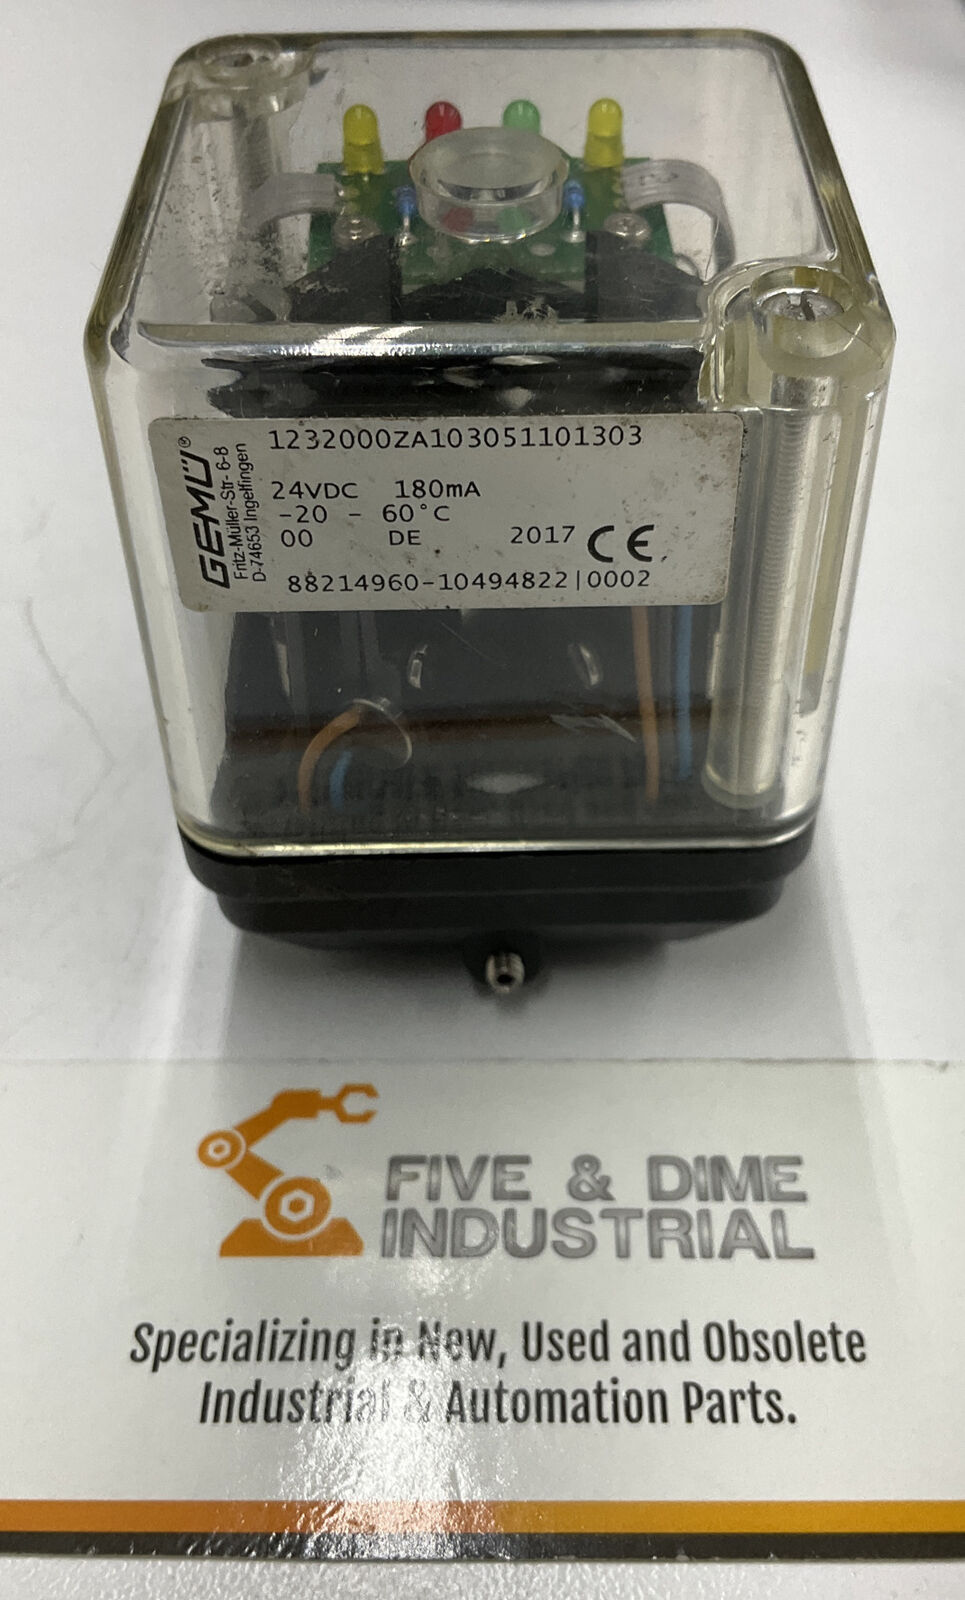 GEMÜ®
Fritz-Müller-Str- 6-8
D-74653 Ingelfingen
1232000ZA103051101303
24VDC 180mA
-20 - 60°C
00 DE 2017 CE
88214960-10494822|0002
FIVE & DIME
INDUSTRIAL
Specializing in New, Used and Obsolete
Industrial & Automation Parts.